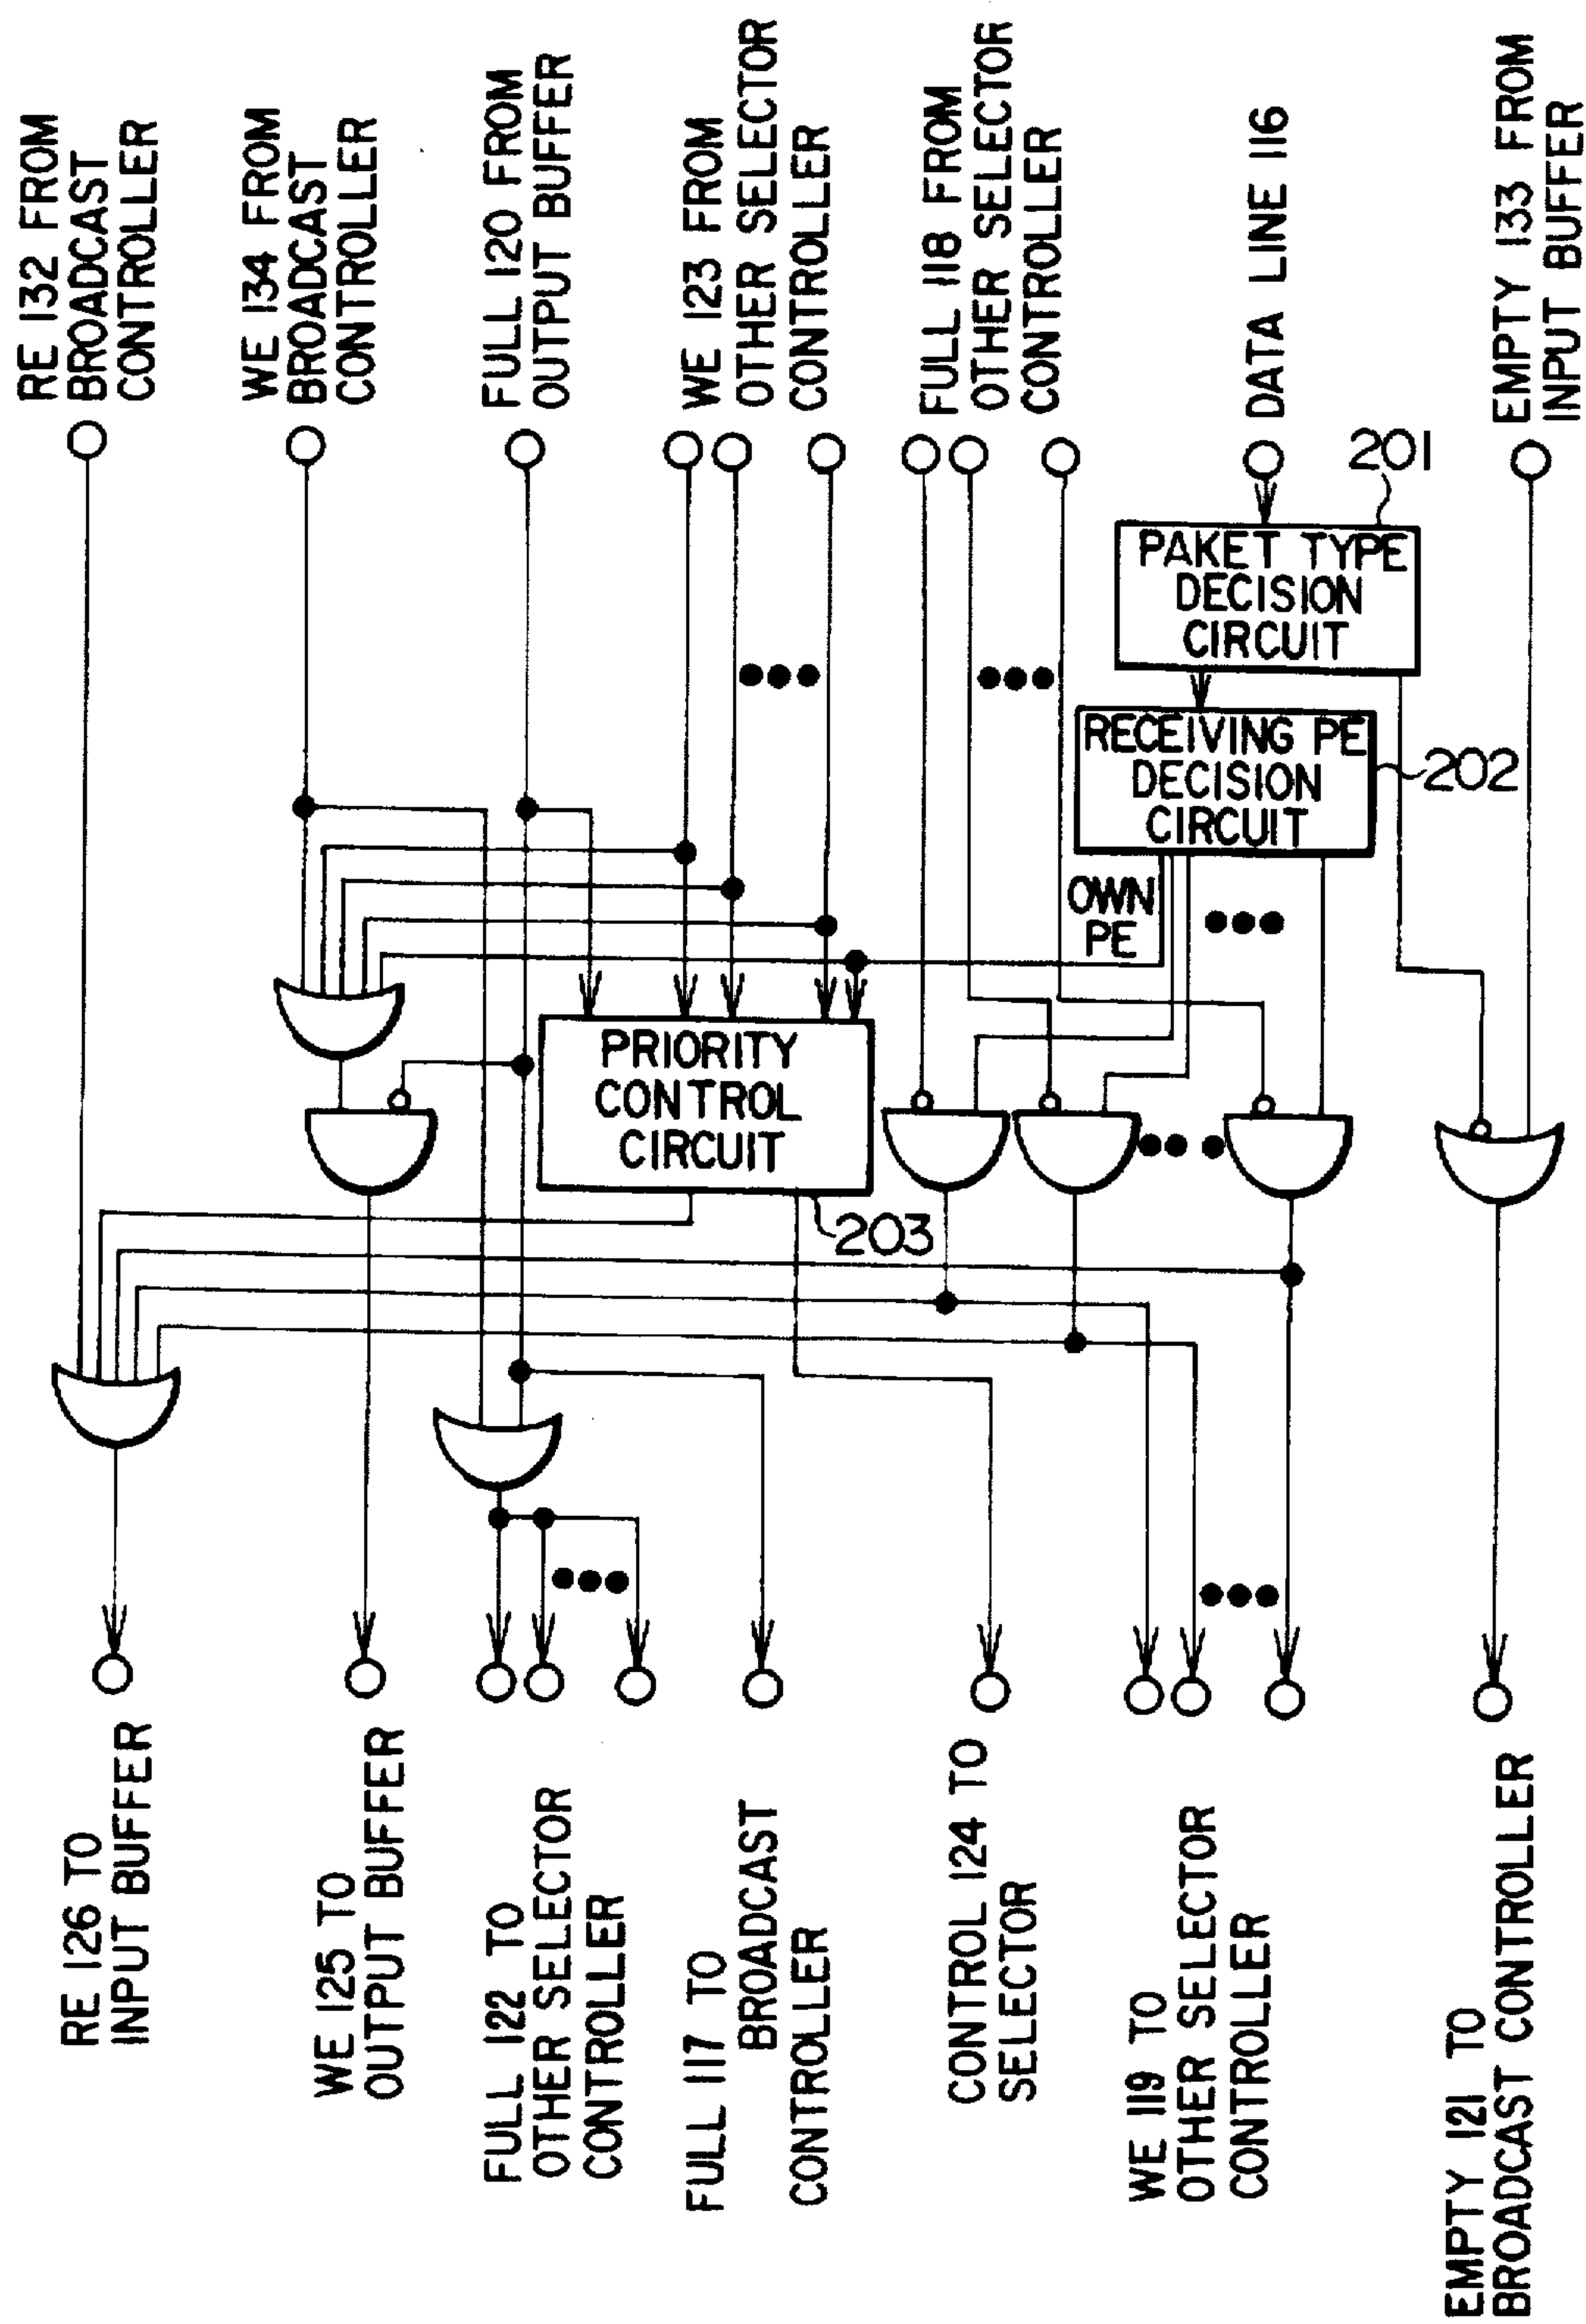 RE 132 FROM
BROADCAST
CONTROLLER
WE 134 FROM
BROADCAST
CONTROLLER
FULL 120 FROM
OUTPUT BUFFER
WE 123 FROM
OTHER SELECTOR
CONTROLLER
FULL 118 FROM
OTHER SELECTOR
CONTROLLER
DATA LINE 116
EMPTY 133 FROM
INPUT BUFFER
201
PAKET TYPE
DECISION
CIRCUIT
RECEIVING PE
DECISION
CIRCUIT
202
OWN
PE
PRIORITY
CONTROL
CIRCUIT
203
RE 126 TO
INPUT BUFFER
WE 125 TO
OUTPUT BUFFER
FULL 122 TO
OTHER SELECTOR
CONTROLLER
FULL 117 TO
BROADCAST
CONTROLLER
CONTROL 124 TO
SELECTOR
WE 119 TO
OTHER SELECTOR
CONTROLLER
EMPTY 121 TO
BROADCAST CONTROLLER